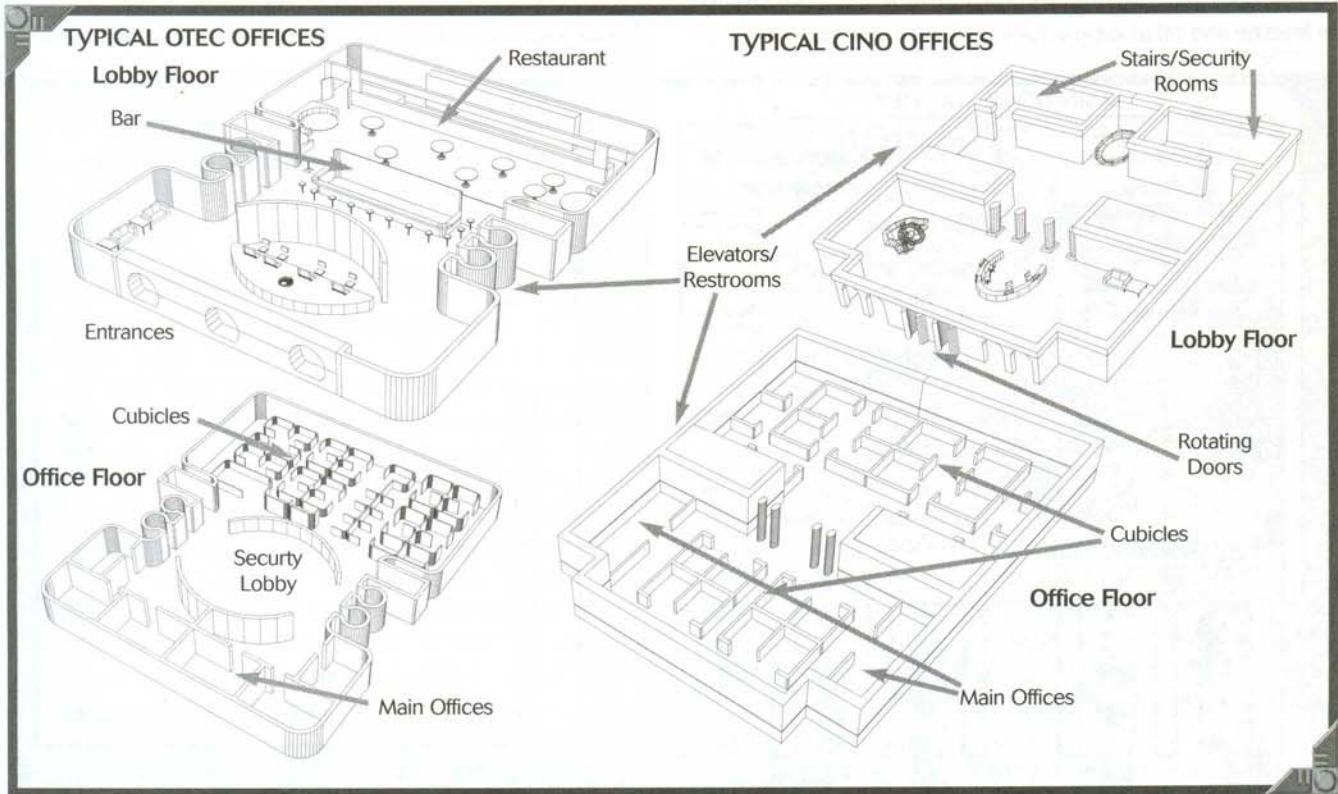 TYPICAL OTEC OFFICES
Lobby Floor
Restaurant
Bar
Entrances
Elevators/
Restrooms
Cubicles
Office Floor
Securty
Lobby
Main Offices
TYPICAL CINO OFFICES
Stairs/Security
Rooms
Lobby Floor
Rotating
Doors
Cubicles
Office Floor
Main Offices